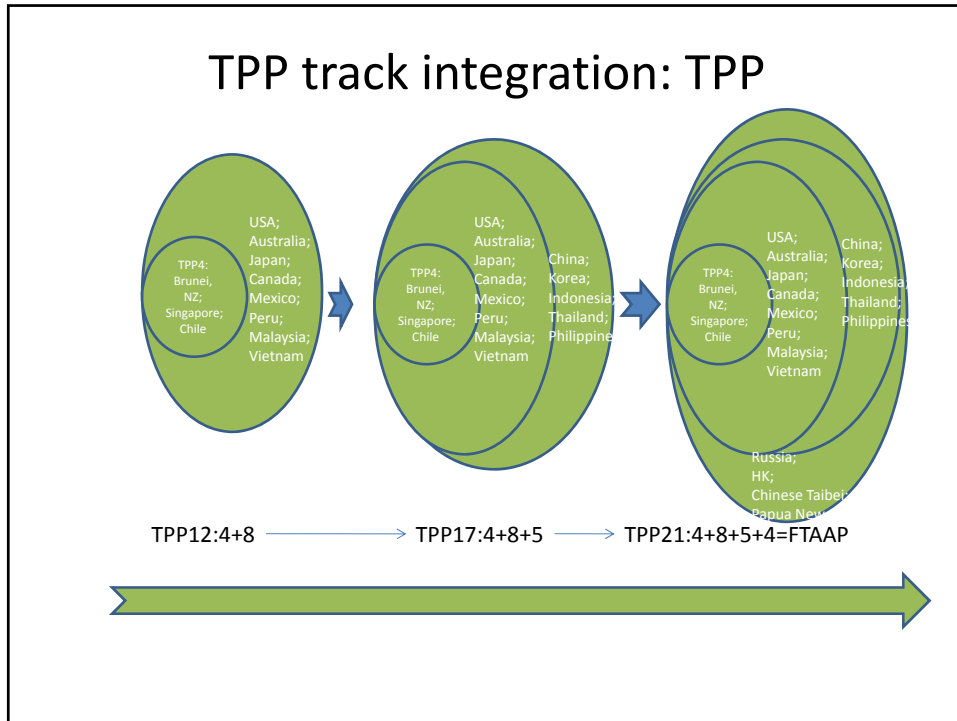 TPP track integration: TPP
TPP4:
Brunei,
NZ;
Singapore;
Chile
USA;
Australia;
Japan;
Canada;
Mexico;
Peru;
Malaysia;
Vietnam
TPP4:
Brunei,
NZ;
Singapore;
Chile
USA;
Australia;
Japan;
Canada;
Mexico;
Peru;
Malaysia;
Vietnam
China;
Korea;
Indonesia;
Thailand;
Philippine
TPP4:
Brunei,
NZ;
Singapore;
Chile
USA;
Australia;
Japan;
Canada;
Mexico;
Peru;
Malaysia;
Vietnam
China;
Korea;
Indonesia;
Thailand;
Philippines
Russia;
HK;
Chinese Taibei;
Papua New
TPP12:4+8
TPP17:4+8+5
TPP21:4+8+5+4=FTAAP